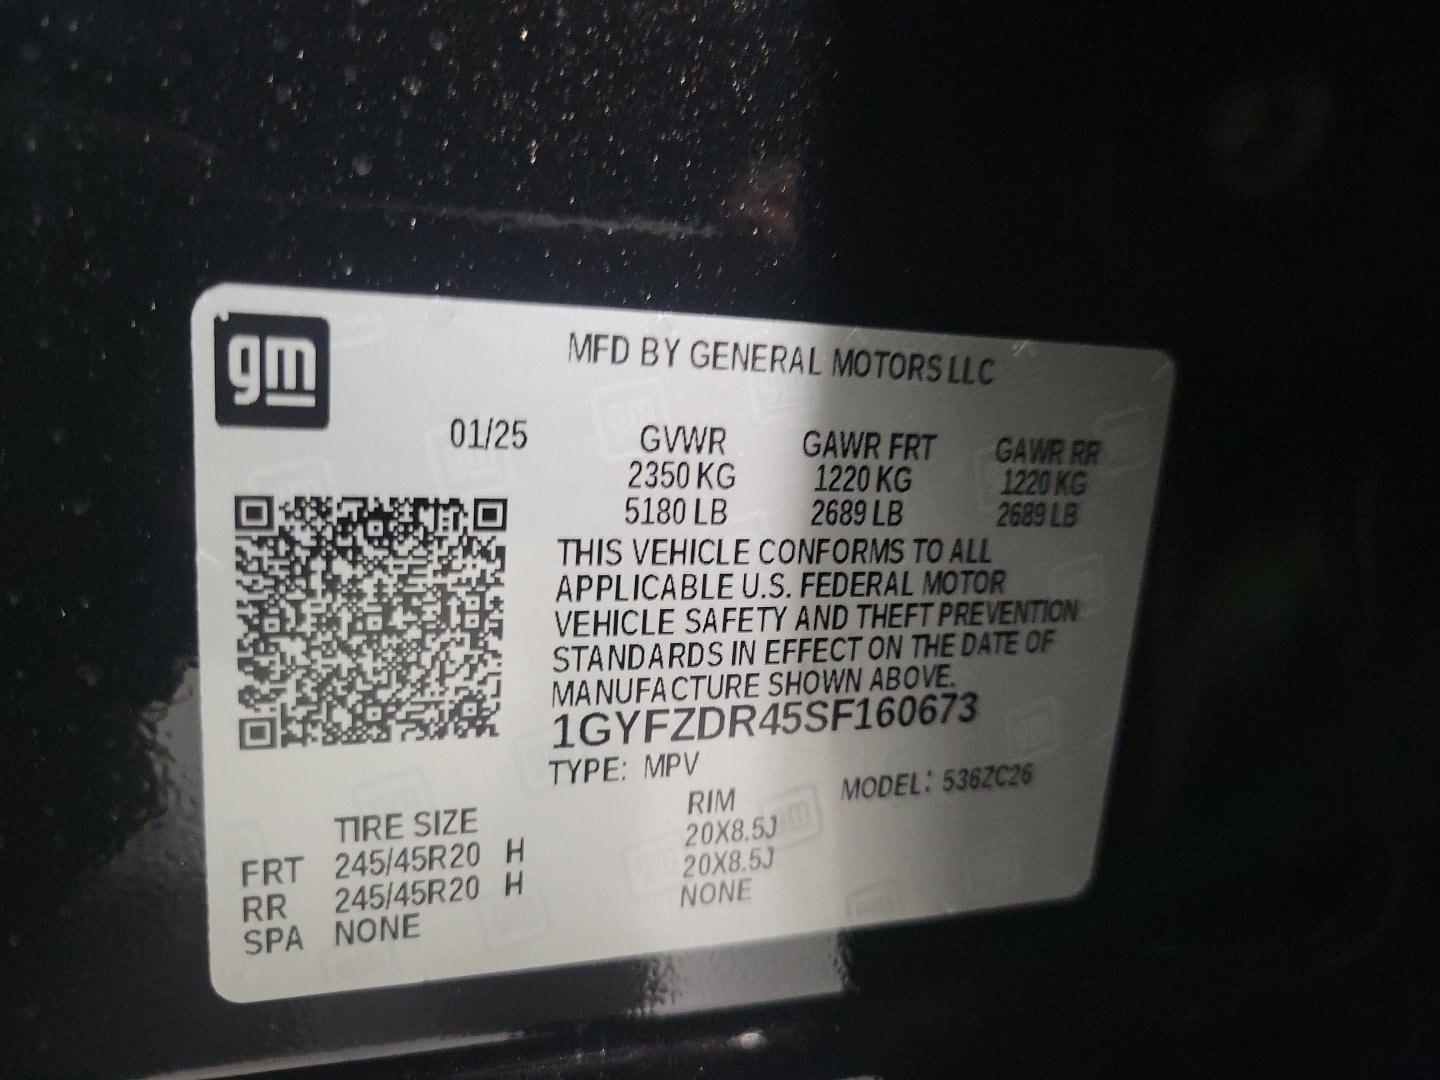 gm
MFD BY GENERAL MOTORS LLC
01/25 GVWR GAWR FRT GAWR RR
2350 KG 1220 KG 1220 KG
5180 LB 2689 LB 2689 LB
THIS VEHICLE CONFORMS TO ALL
APPLICABLE U.S. FEDERAL MOTOR
VEHICLE SAFETY AND THEFT PREVENTION
STANDARDS IN EFFECT ON THE DATE OF
MANUFACTURE SHOWN ABOVE.
1GYFZDR45SF160673
TYPE: MPV MODEL: 536ZC26
TIRE SIZE RIM
FRT 245/45R20 H 20X8.5J
RR 245/45R20 H 20X8.5J
SPA NONE NONE